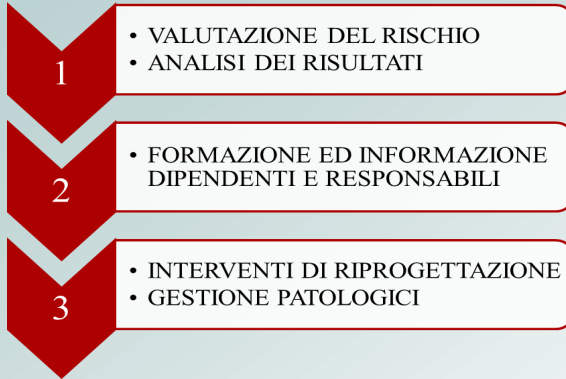 1
• VALUTAZIONE DEL RISCHIO
• ANALISI DEI RISULTATI
2
• FORMAZIONE ED INFORMAZIONE
DIPENDENTI E RESPONSABILI
3
• INTERVENTI DI RIPROGETTAZIONE
• GESTIONE PATOLOGICI